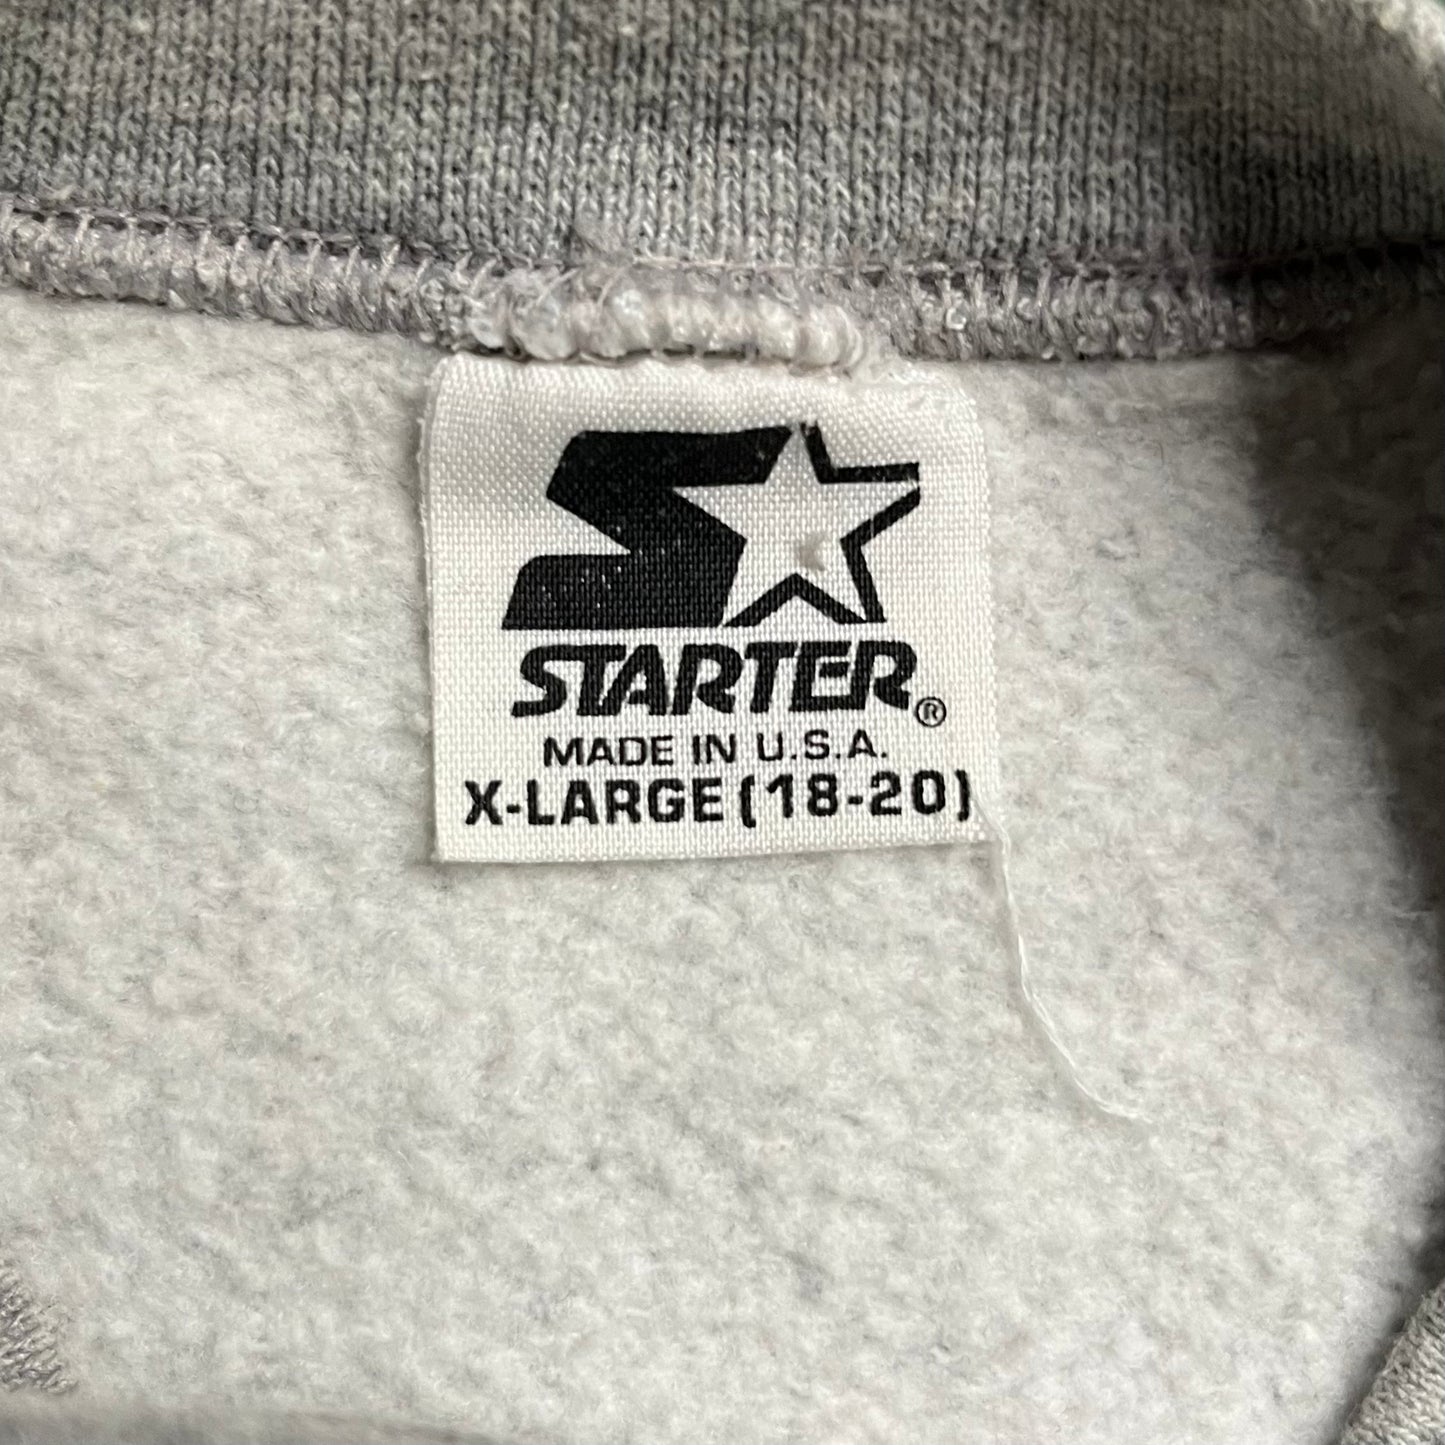 STARTER®
MADE IN U.S.A.
X-LARGE (18-20)